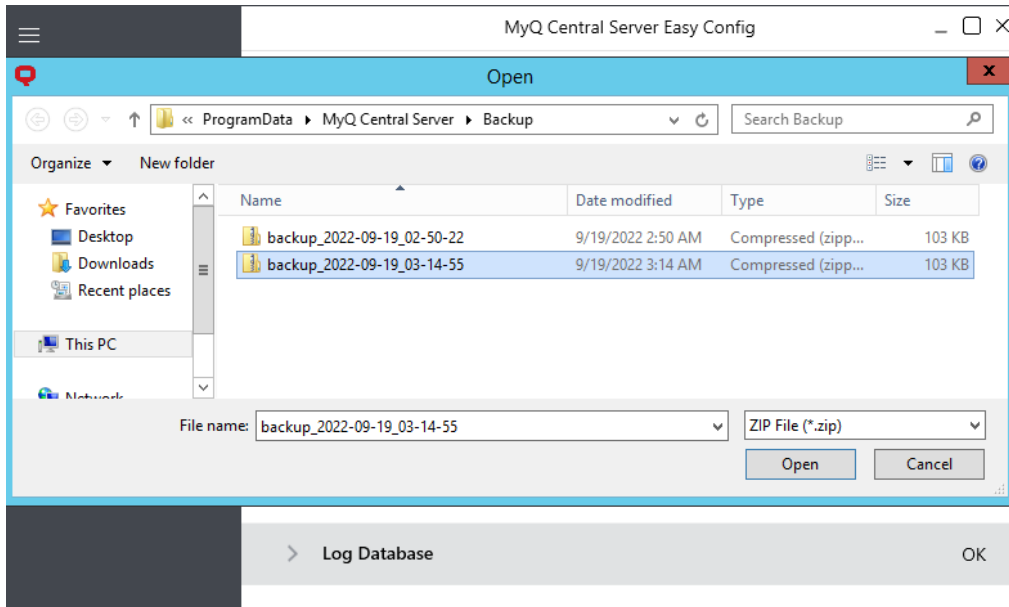 MyQ Central Server Easy Config
Open
x
« ProgramData MyQ Central Server Backup
Search Backup
Organize New folder
Name Date modified Type Size
Favorites
Desktop
Downloads
Recent places
This PC
Network
backup_2022-09-19_02-50-22 9/19/2022 2:50 AM Compressed (zipp... 103 KB
backup_2022-09-19_03-14-55 9/19/2022 3:14 AM Compressed (zipp... 103 KB
File name: backup_2022-09-19_03-14-55 ZIP File (*.zip)
Open Cancel
Log Database OK